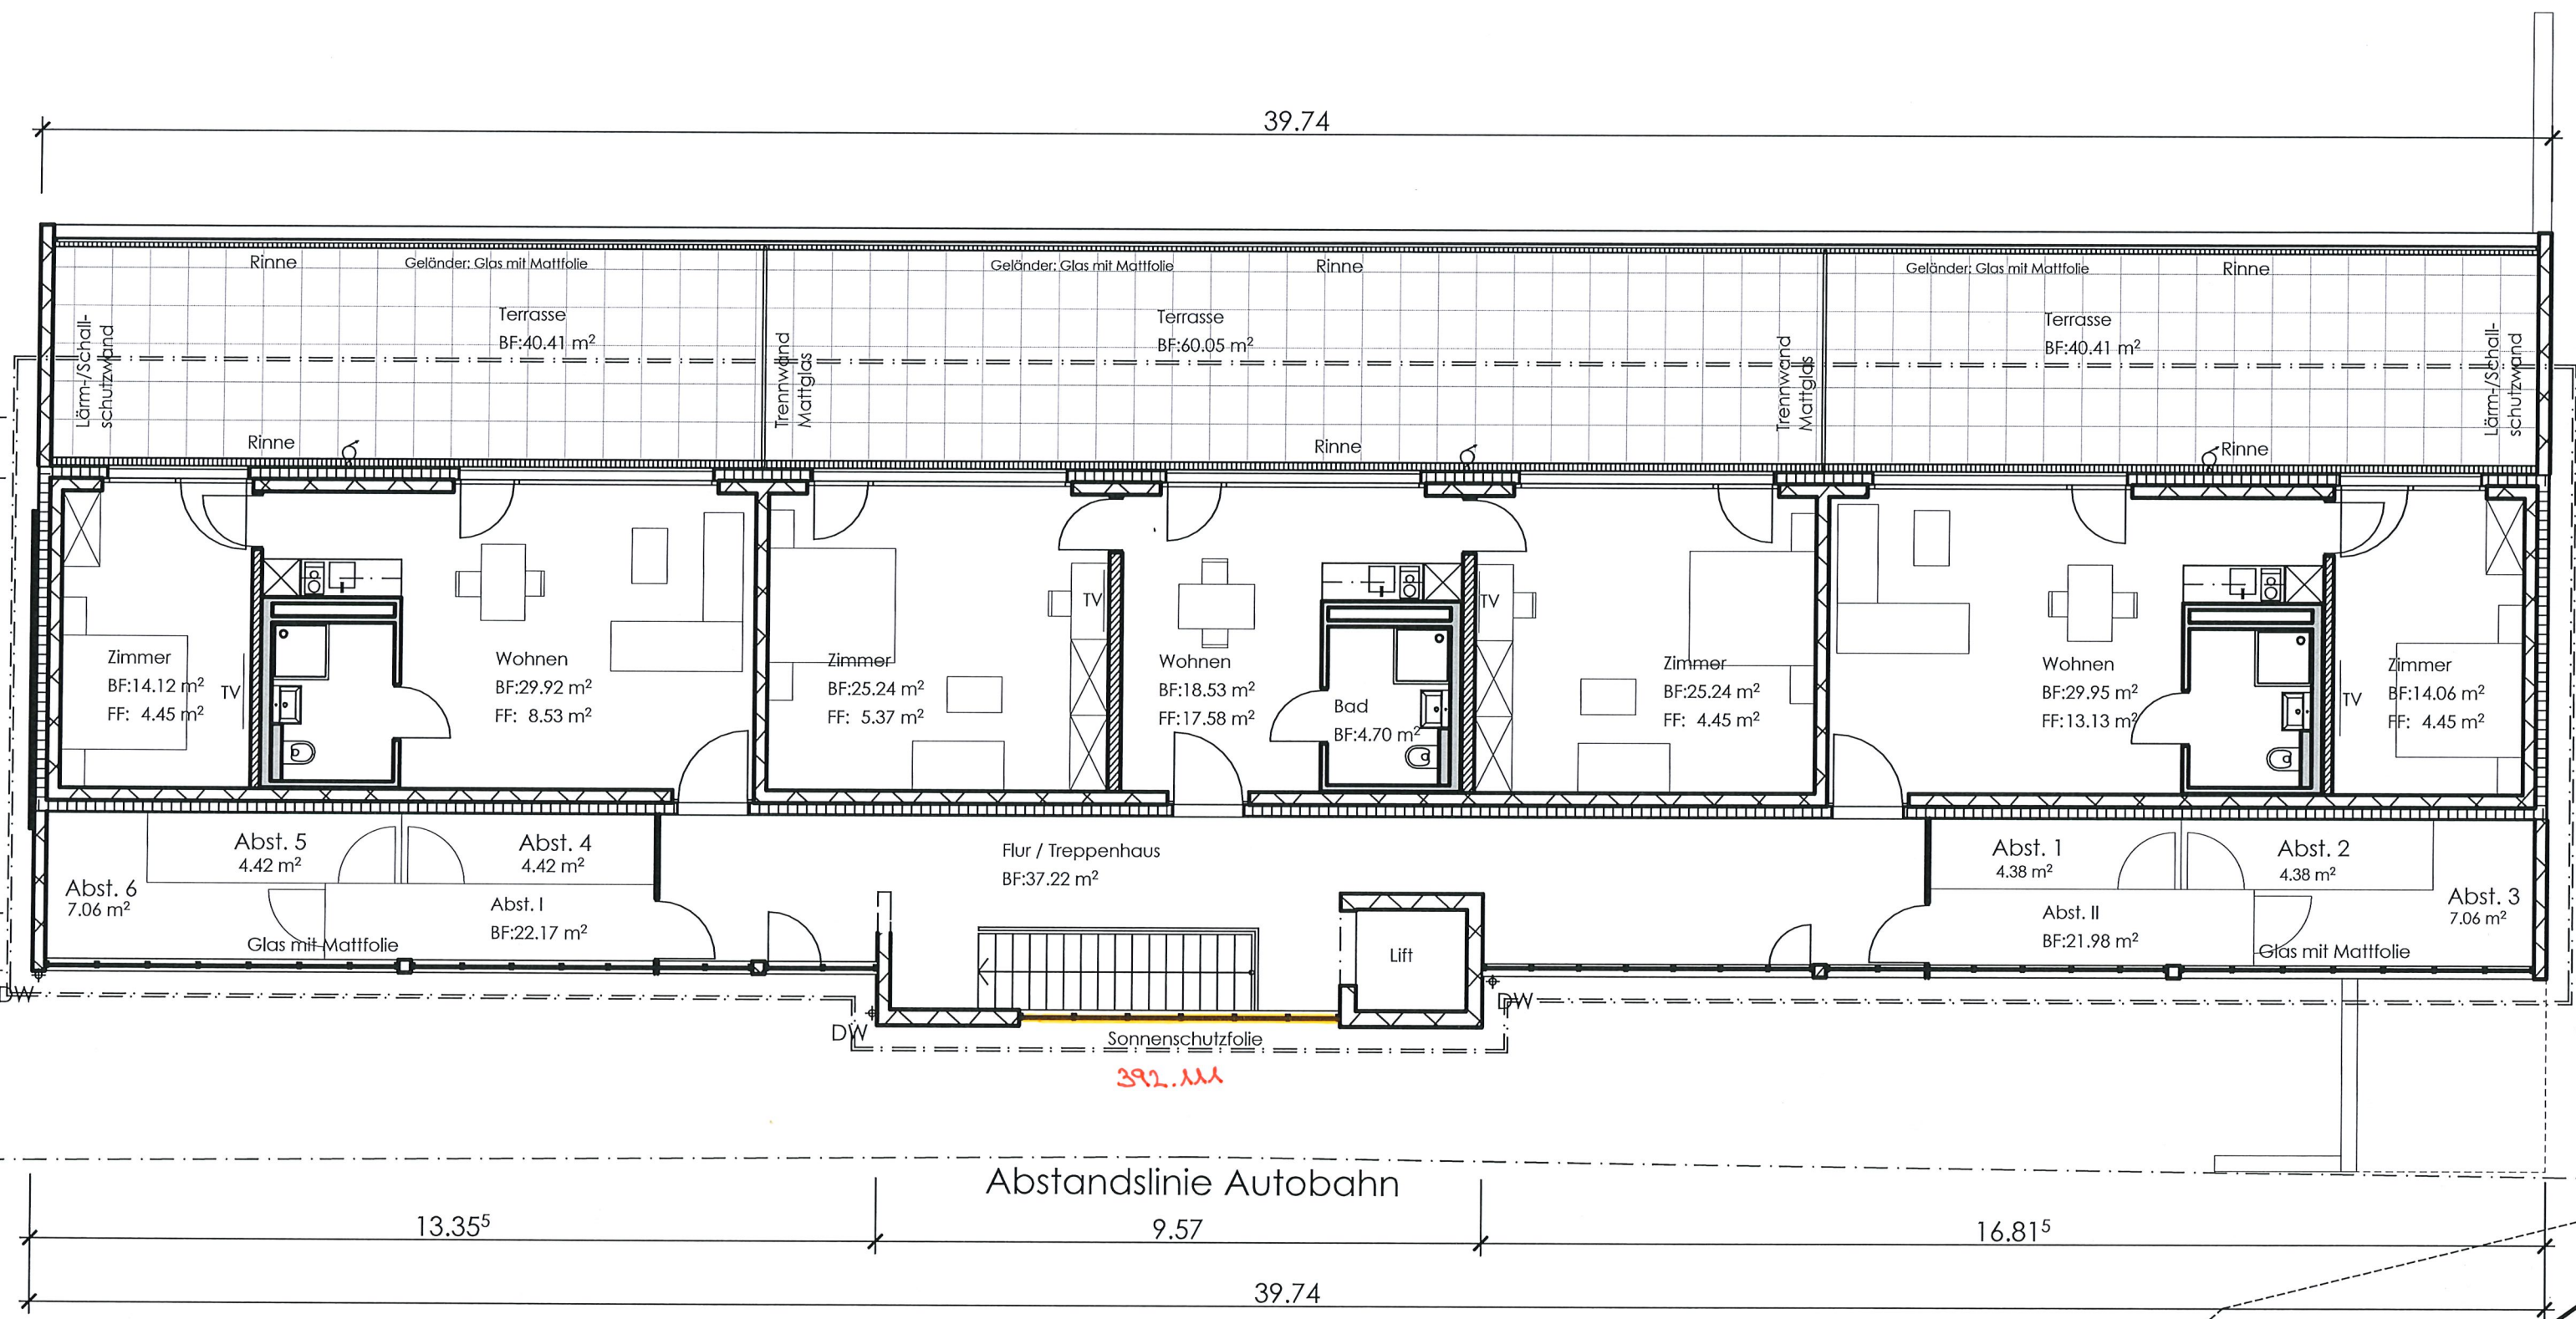 39.74
Rinne
Geländer: Glas mit Mattfolie
Geländer: Glas mit Mattfolie
Rinne
Geländer: Glas mit Mattfolie
Rinne
Terrasse
BF:40.41 m²
Terrasse
BF:60.05 m²
Terrasse
BF:40.41 m²
Lärm-/Schall-
schutzwand
Trennwand
Mattglas
Trennwand
Mattglas
Lärm-/Schall-
schutzwand
Rinne
Rinne
Rinne
Zimmer
BF:14.12 m²
FF: 4.45 m²
TV
Wohnen
BF:29.92 m²
FF: 8.53 m²
Zimmer
BF:25.24 m²
FF: 5.37 m²
TV
Wohnen
BF:18.53 m²
FF:17.58 m²
Bad
BF:4.70 m²
TV
Zimmer
BF:25.24 m²
FF: 4.45 m²
Wohnen
BF:29.95 m²
FF:13.13 m²
TV
Zimmer
BF:14.06 m²
FF: 4.45 m²
Abst. 5
4.42 m²
Abst. 4
4.42 m²
Abst. 6
7.06 m²
Abst. I
BF:22.17 m²
Glas mit Mattfolie
Flur / Treppenhaus
BF:37.22 m²
Lift
Abst. 1
4.38 m²
Abst. 2
4.38 m²
Abst. 3
7.06 m²
Abst. II
BF:21.98 m²
Glas mit Mattfolie
DW
DW
DW
Sonnenschutzfolie
392.111
Abstandslinie Autobahn
13.35⁵
9.57
16.81⁵
39.74